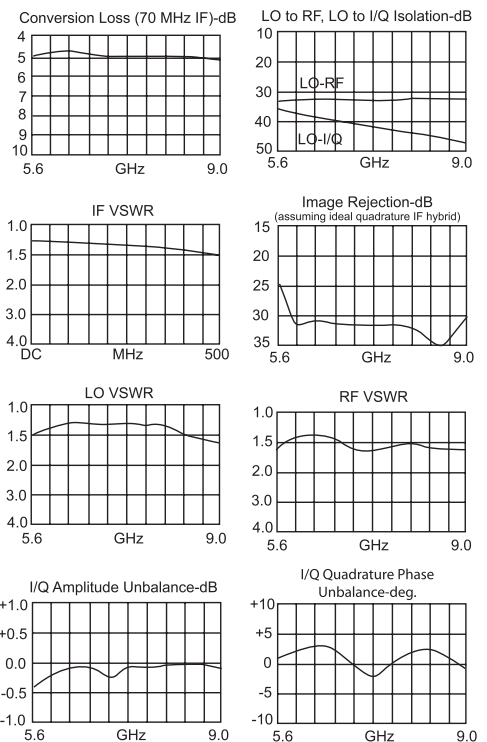 Conversion Loss (70 MHz IF)-dB
4
5
6
7
8
9
10
5.6 GHz 9.0
LO to RF, LO to I/Q Isolation-dB
10
20
30
40
50
LO-RF
LO-I/Q
5.6 GHz 9.0
IF VSWR
1.0
1.5
2.0
3.0
4.0
DC MHz 500
Image Rejection-dB
(assuming ideal quadrature IF hybrid)
15
20
25
30
35
5.6 GHz 9.0
LO VSWR
1.0
1.5
2.0
3.0
4.0
5.6 GHz 9.0
RF VSWR
1.0
1.5
2.0
3.0
4.0
5.6 GHz 9.0
I/Q Amplitude Unbalance-dB
+1.0
+0.5
0.0
-0.5
-1.0
5.6 GHz 9.0
I/Q Quadrature Phase
Unbalance-deg.
+10
+5
0
-5
-10
5.6 GHz 9.0